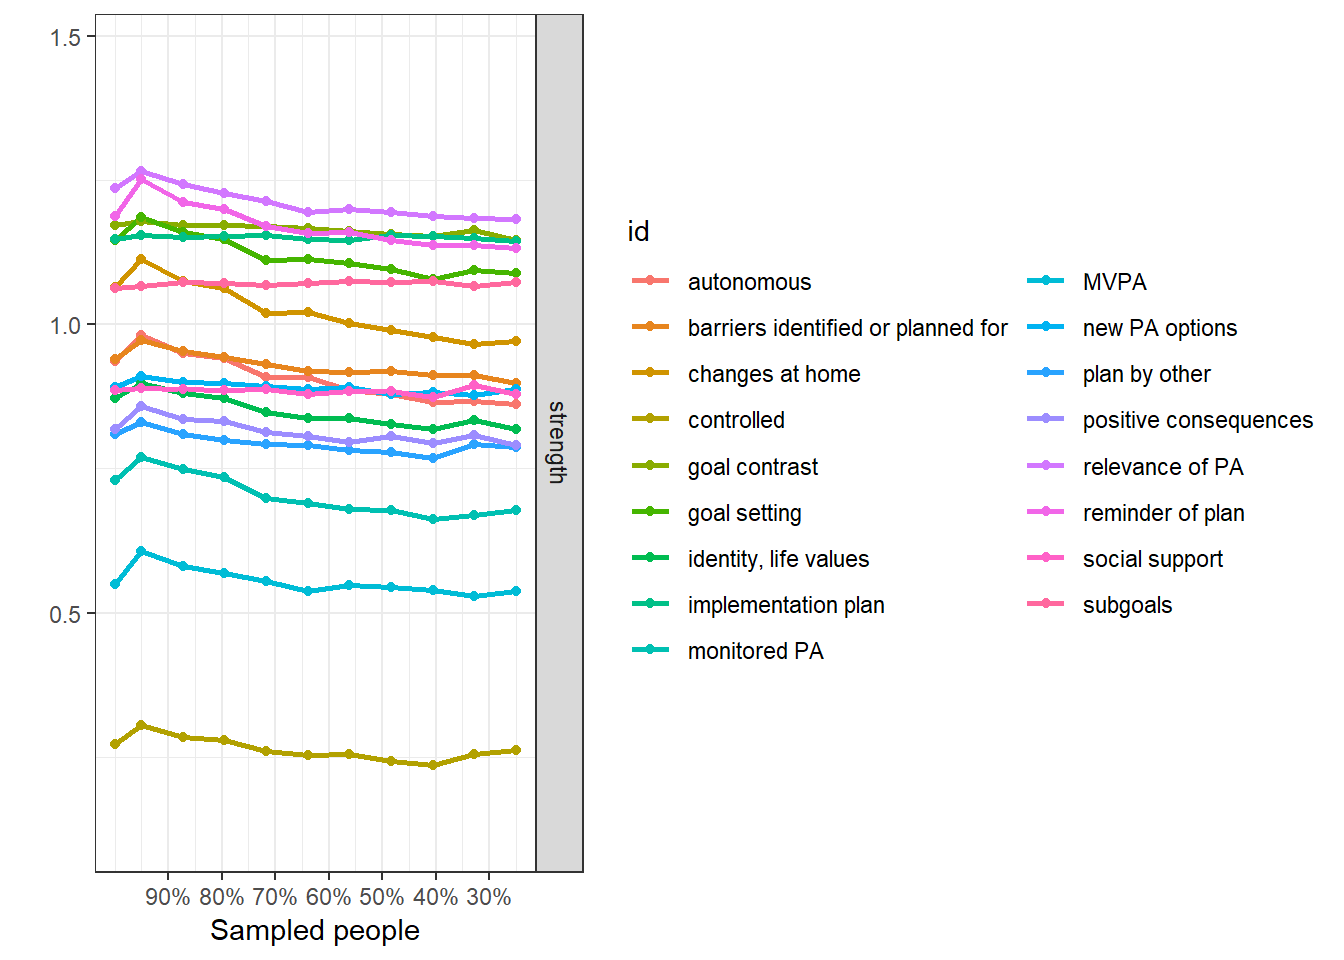 1.5
1.0
0.5
90% 80% 70% 60% 50% 40% 30%
Sampled people
strength
id
autonomous
barriers identified or planned for
changes at home
controlled
goal contrast
goal setting
identity, life values
implementation plan
monitored PA
MVPA
new PA options
plan by other
positive consequences
relevance of PA
reminder of plan
social support
subgoals